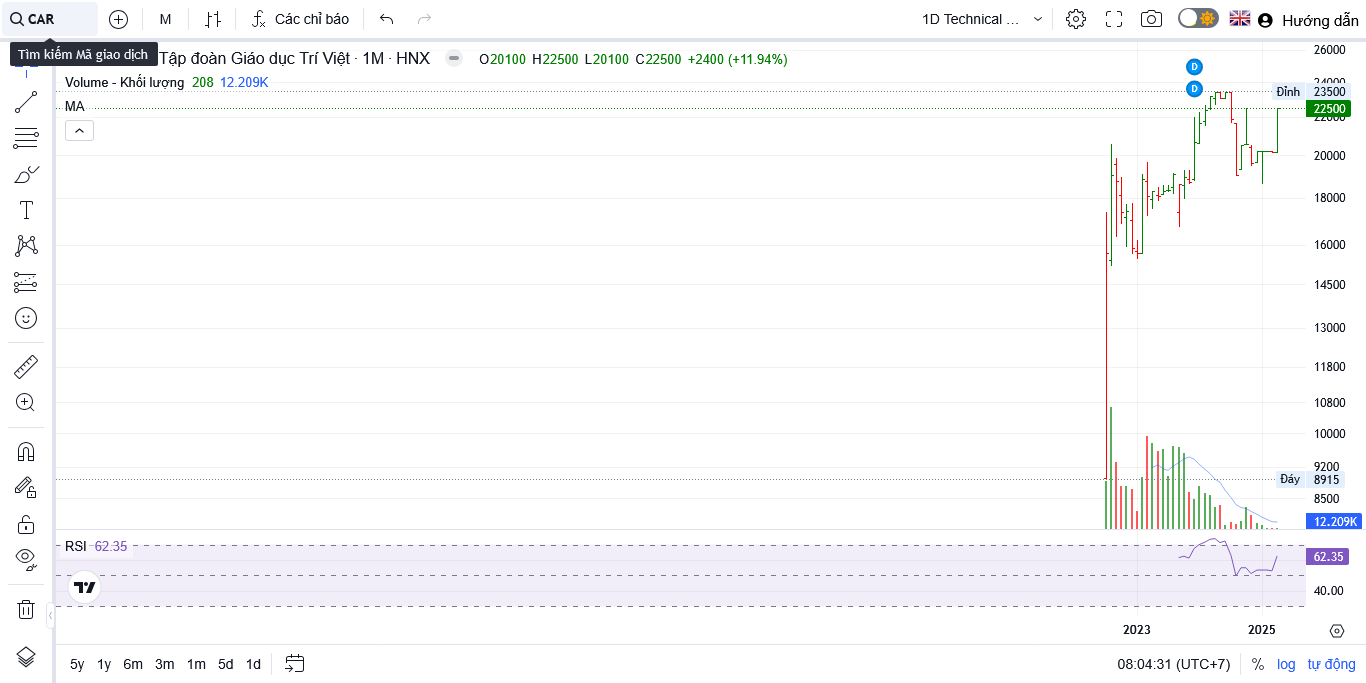 CAR
M
Các chỉ báo
1D Technical ...
Hướng dẫn
Tìm kiếm Mã giao dịch
Tập đoàn Giáo dục Trí Việt · 1M · HNX
O20100 H22500 L20100 C22500 +2400 (+11.94%)
Volume - Khối lượng 208 12.209K
MA
D
D
26000
24000
Đỉnh 23500
22500
22000
20000
18000
16000
14500
13000
11800
10800
10000
9200
Đáy 8915
8500
12.209K
RSI 62.35
62.35
40.00
2023
2025
5y 1y 6m 3m 1m 5d 1d
08:04:31 (UTC+7)
% log tự động